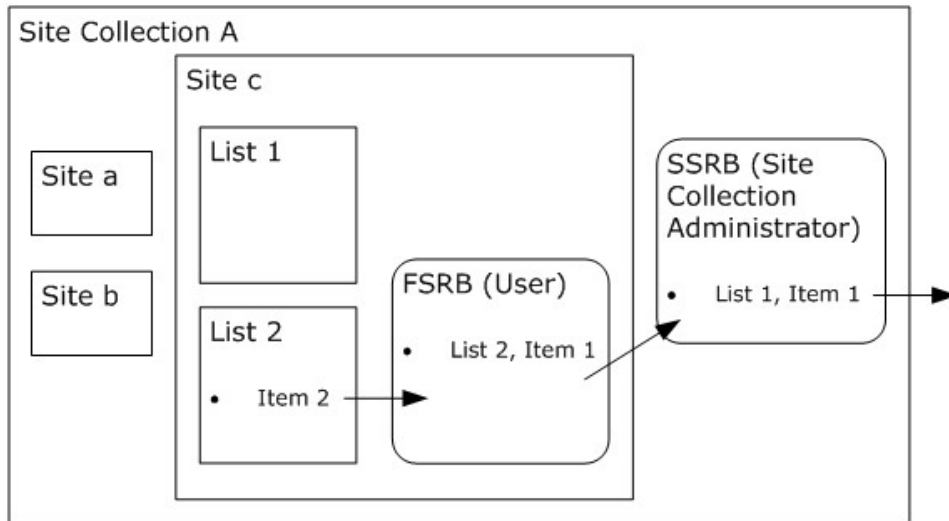 Site Collection A
Site c
Site a
Site b
List 1
List 2
• Item 2
FSRB (User)
• List 2, Item 1
SSRB (Site
Collection
Administrator)
• List 1, Item 1